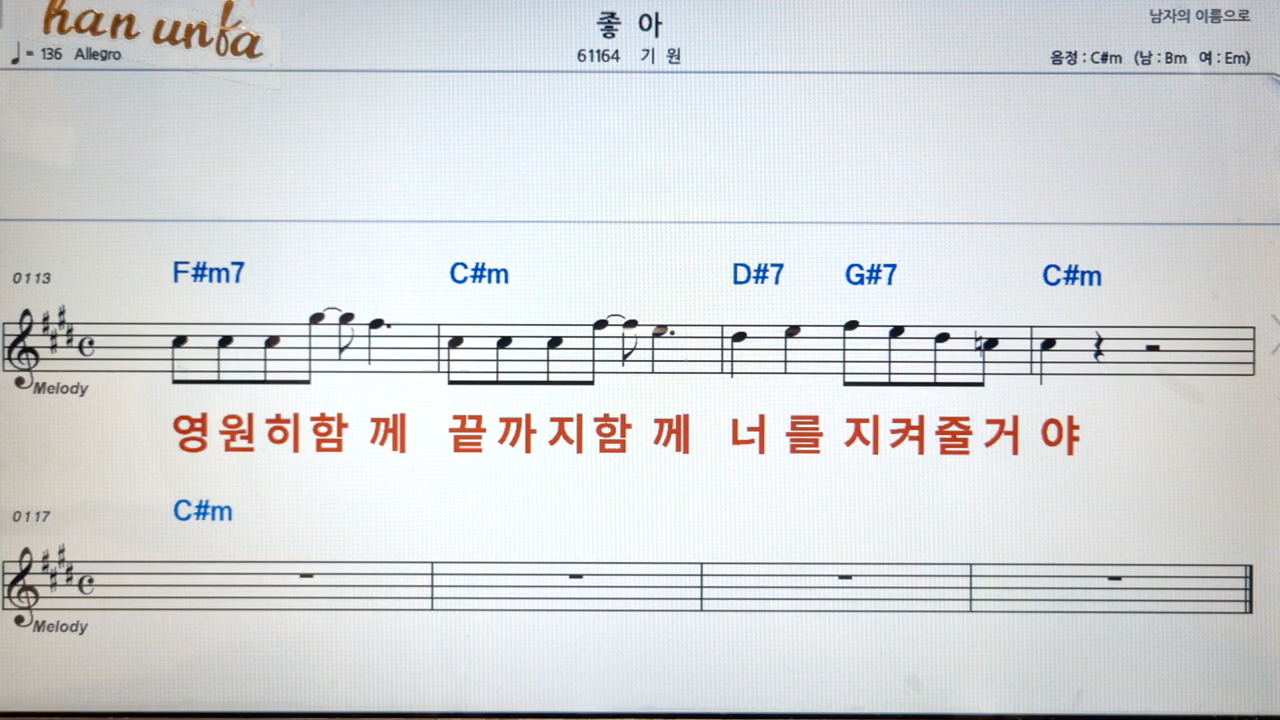 han unfa
좋 아
남자의 이름으로
♩= 136 Allegro
61164 기 원
음정 : C#m (남 : Bm 여 : Em)
0113
F#m7 C#m D#7 G#7 C#m
Melody
영원히함 께 끝까지함 께 너 를 지켜줄거 야
0117
C#m
Melody